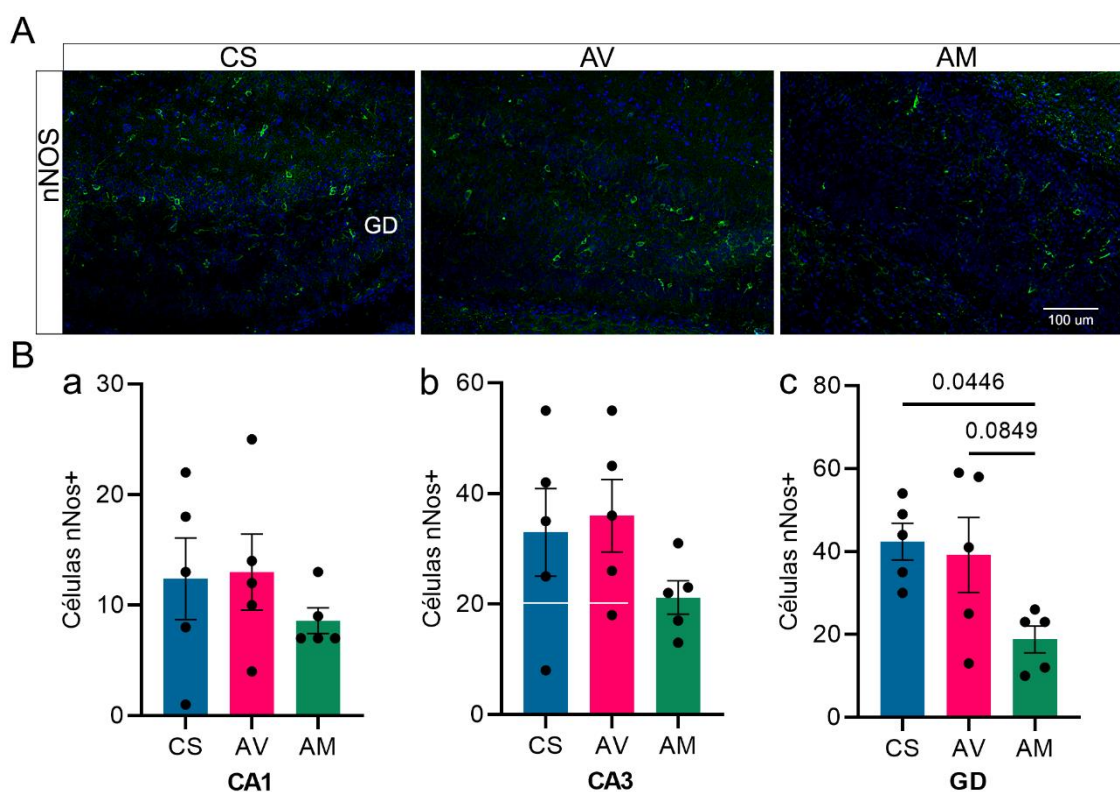 A
CS AV AM
nNOS
GD
100 um
B
a
30
20
10
0
Células nNos+
CS AV AM
CA1
b
60
40
20
0
Células nNos+
CS AV AM
CA3
c
80
60
40
20
0
Células nNos+
0.0446
0.0849
CS AV AM
GD